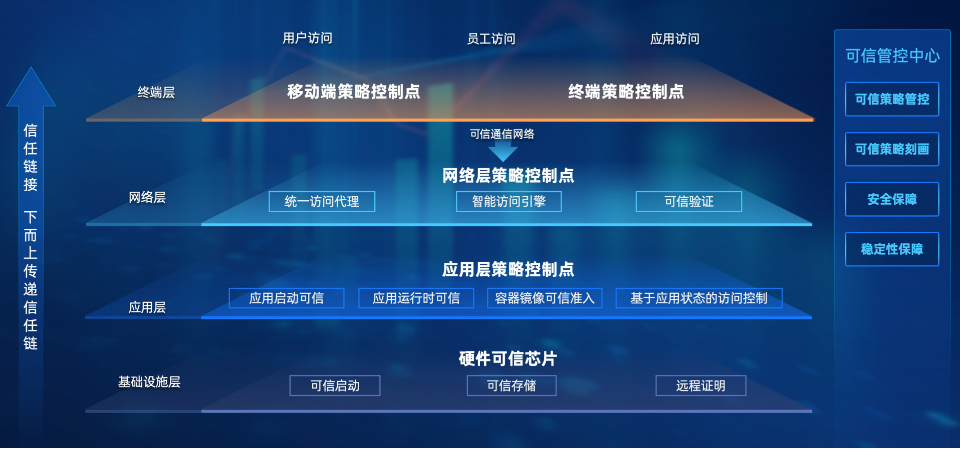 用户访问
员工访问
应用访问
终端层
移动端策略控制点
终端策略控制点
可信通信网络
网络层
网络层策略控制点
统一访问代理
智能访问引擎
可信验证
应用层
应用层策略控制点
应用启动可信
应用运行时可信
容器镜像可信准入
基于应用状态的访问控制
基础设施层
硬件可信芯片
可信启动
可信存储
远程证明
信任链接 下而上传递信任链
可信管控中心
可信策略管控
可信策略刻画
安全保障
稳定性保障